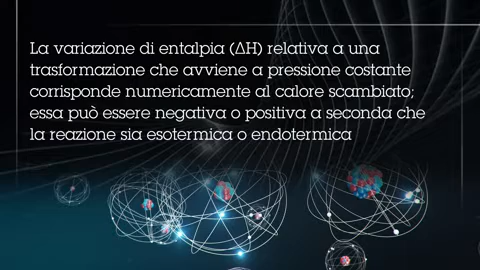 La variazione di entalpia (ΔH) relativa a una
trasformazione che avviene a pressione costante
corrisponde numericamente al calore scambiato;
essa può essere negativa o positiva a seconda che
la reazione sia esotermica o endotermica